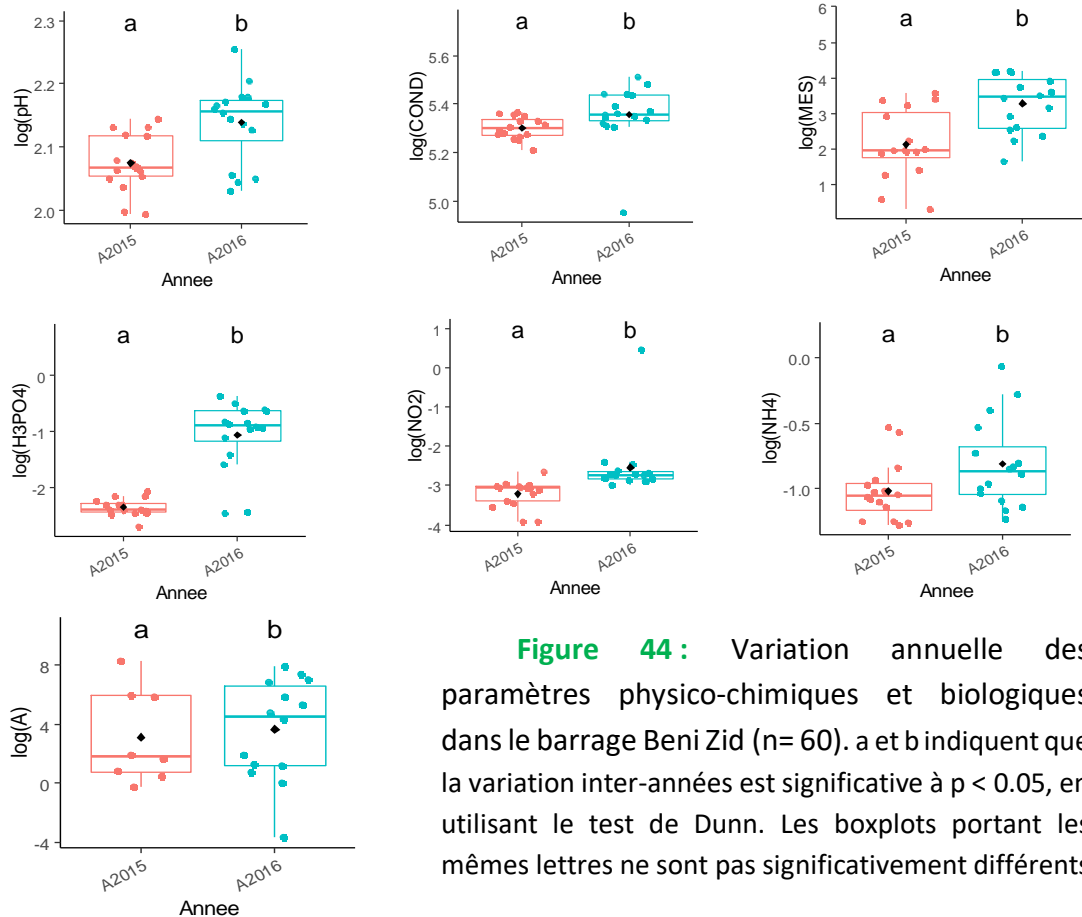 a b
2.3
2.2
2.1
2.0
log(pH)
A2015 A2016
Annee
a b
5.6
5.4
5.2
5.0
log(COND)
A2015 A2016
Annee
a b
6
5
4
3
2
1
log(MES)
A2015 A2016
Annee
a b
0
-1
-2
log(H3PO4)
A2015 A2016
Annee
a b
1
0
-1
-2
-3
-4
log(NO2)
A2015 A2016
Annee
a b
0.0
-0.5
-1.0
log(NH4)
A2015 A2016
Annee
a b
8
4
0
-4
log(A)
A2015 A2016
Annee
Figure 44 : Variation annuelle des
paramètres physico-chimiques et biologiques
dans le barrage Beni Zid (n= 60). a et b indiquent que
la variation inter-années est significative à p < 0.05, en
utilisant le test de Dunn. Les boxplots portant les
mêmes lettres ne sont pas significativement différents